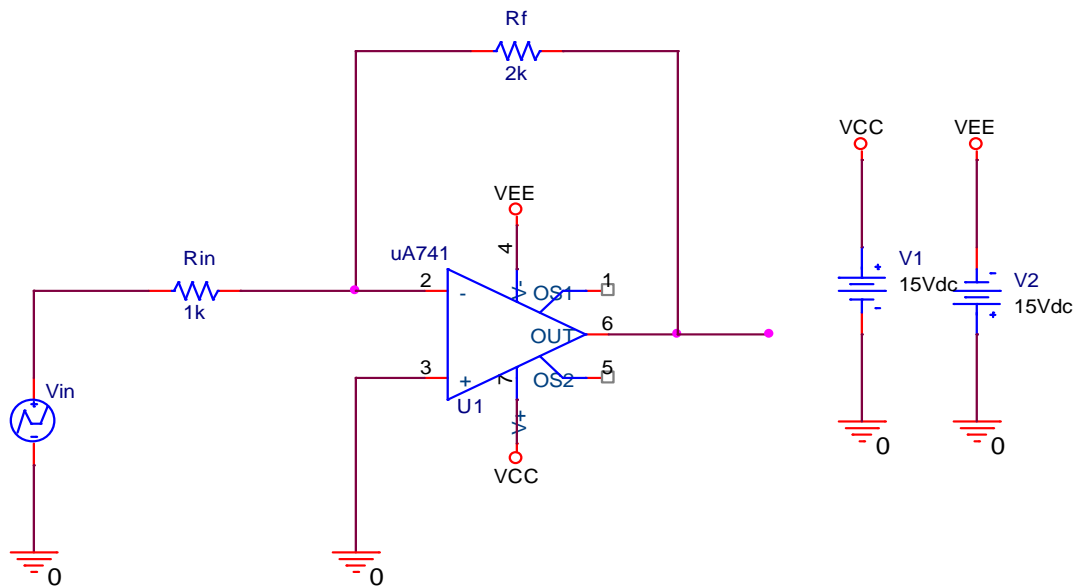 Rf
2k
VCC
VEE
VEE
4
uA741
Rin
1k
2
-
V-
OS1
1
V1
15Vdc
+
-
V2
15Vdc
-
+
OUT
6
3
+
7
OS2
5
U1
V+
VCC
Vin
+
-
0
0
0
0